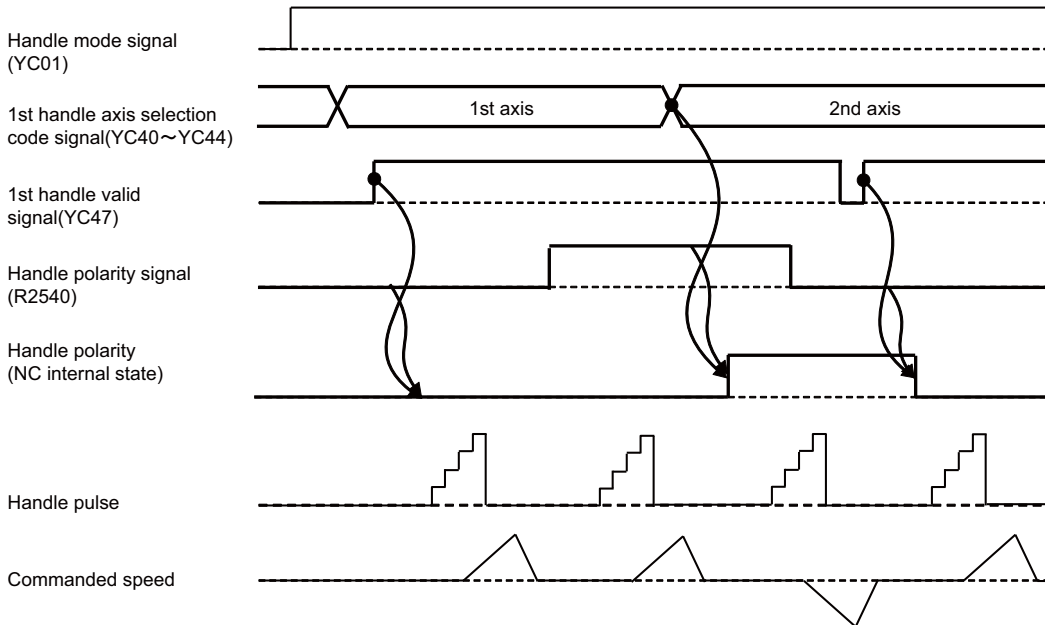 Handle mode signal
(YC01)
1st handle axis selection
code signal(YC40～YC44)
1st axis
2nd axis
1st handle valid
signal(YC47)
Handle polarity signal
(R2540)
Handle polarity
(NC internal state)
Handle pulse
Commanded speed